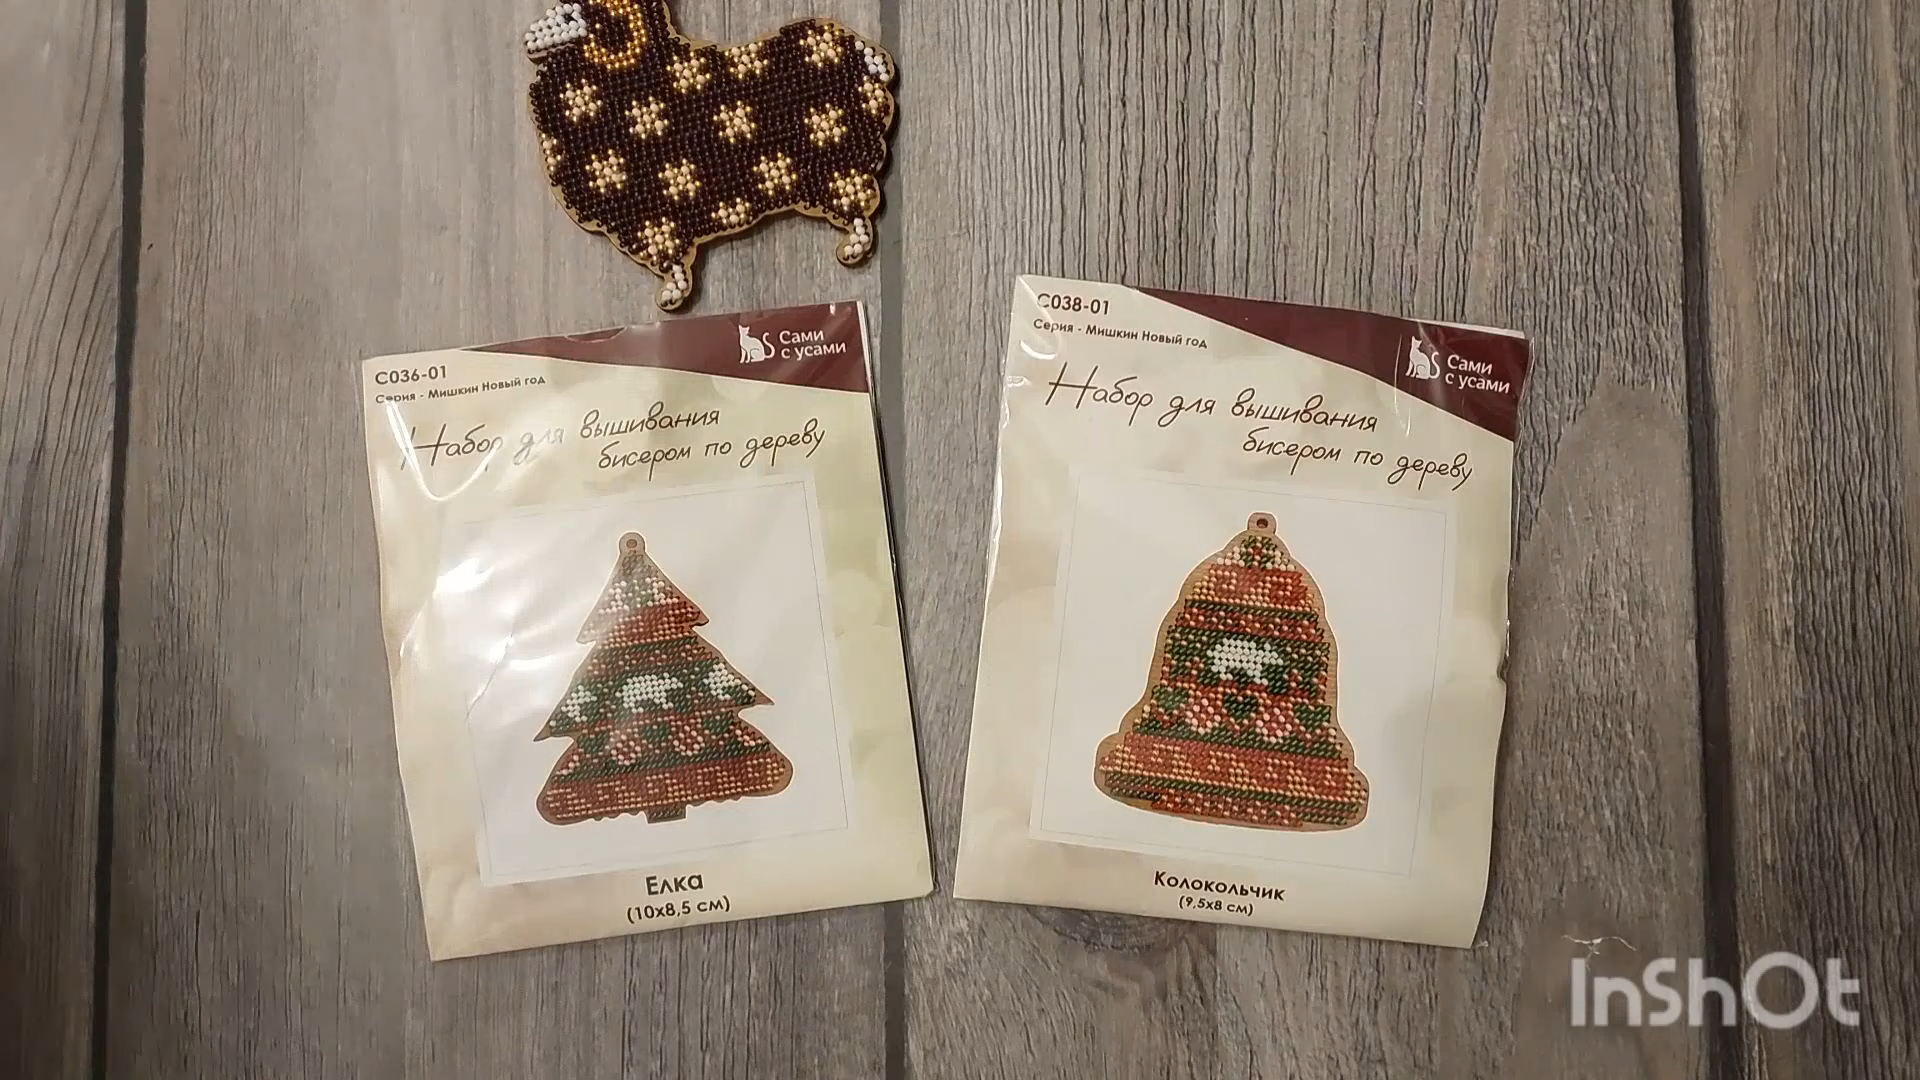 С036-01
Серия - Мишкин Новый год
Сами
с усами
Набор для вышивания
бисером по дереву
Елка
(10х8,5 см)
С038-01
Серия - Мишкин Новый год
Сами
с усами
Набор для вышивания
бисером по дереву
Колокольчик
(9,5х8 см)
InShOt